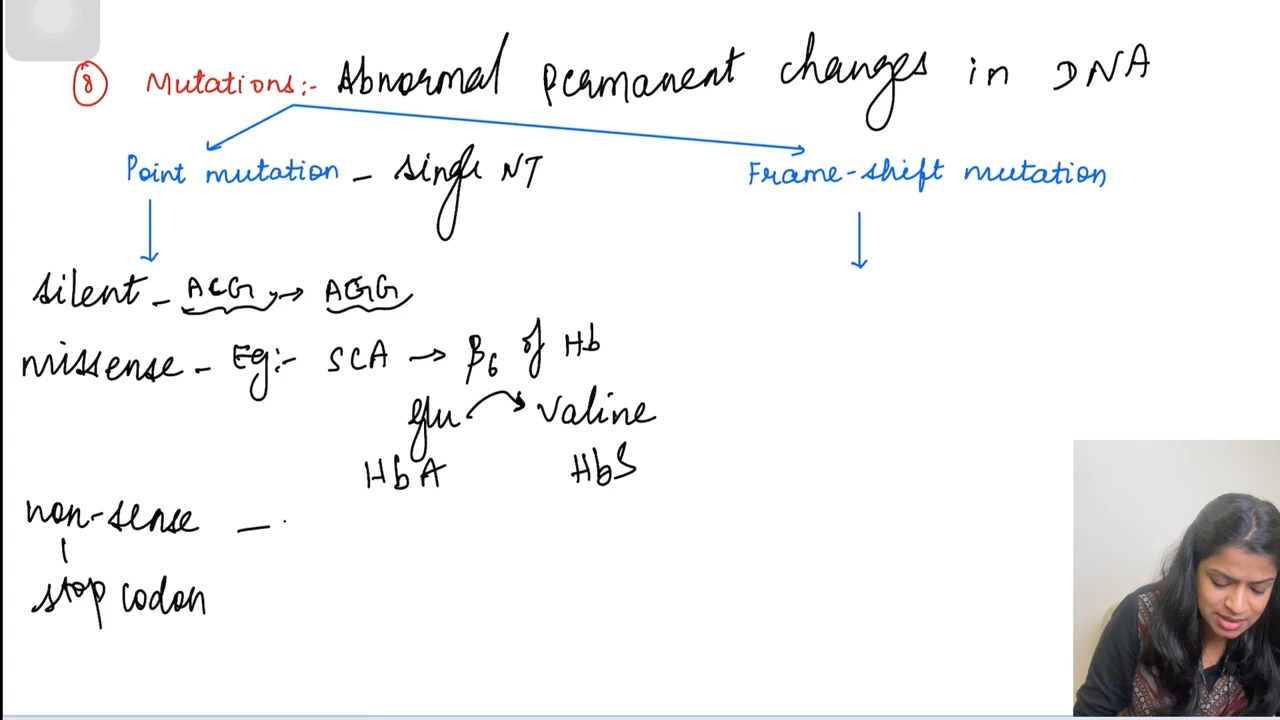 8 Mutations:- Abnormal permanent changes in DNA
Point mutation - single NT
Frame-shift mutation
silent - ACG → AGG
missense - Eg:- SCA → β6 of Hb
glu → valine
HbA HbS
non-sense -
stop codon